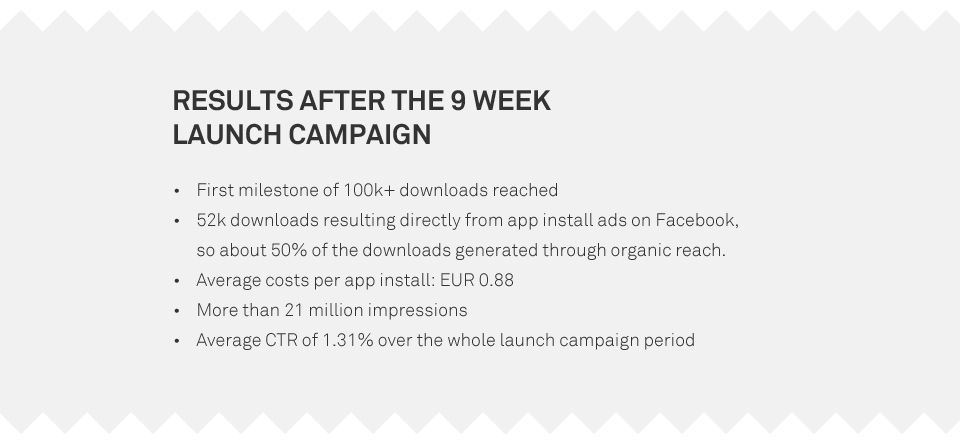 RESULTS AFTER THE 9 WEEK
LAUNCH CAMPAIGN
• First milestone of 100k+ downloads reached
• 52k downloads resulting directly from app install ads on Facebook,
so about 50% of the downloads generated through organic reach.
• Average costs per app install: EUR 0.88
• More than 21 million impressions
• Average CTR of 1.31% over the whole launch campaign period